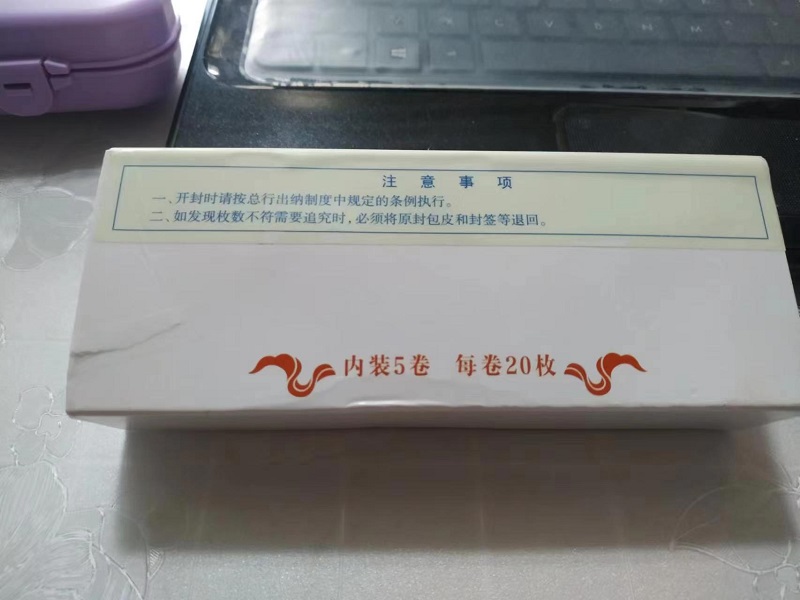 注意事项
一、开封时请按总行出纳制度中规定的条例执行。
二、如发现枚数不符需要追究时,必须将原封包皮和封签等退回。
内装5卷 每卷20枚